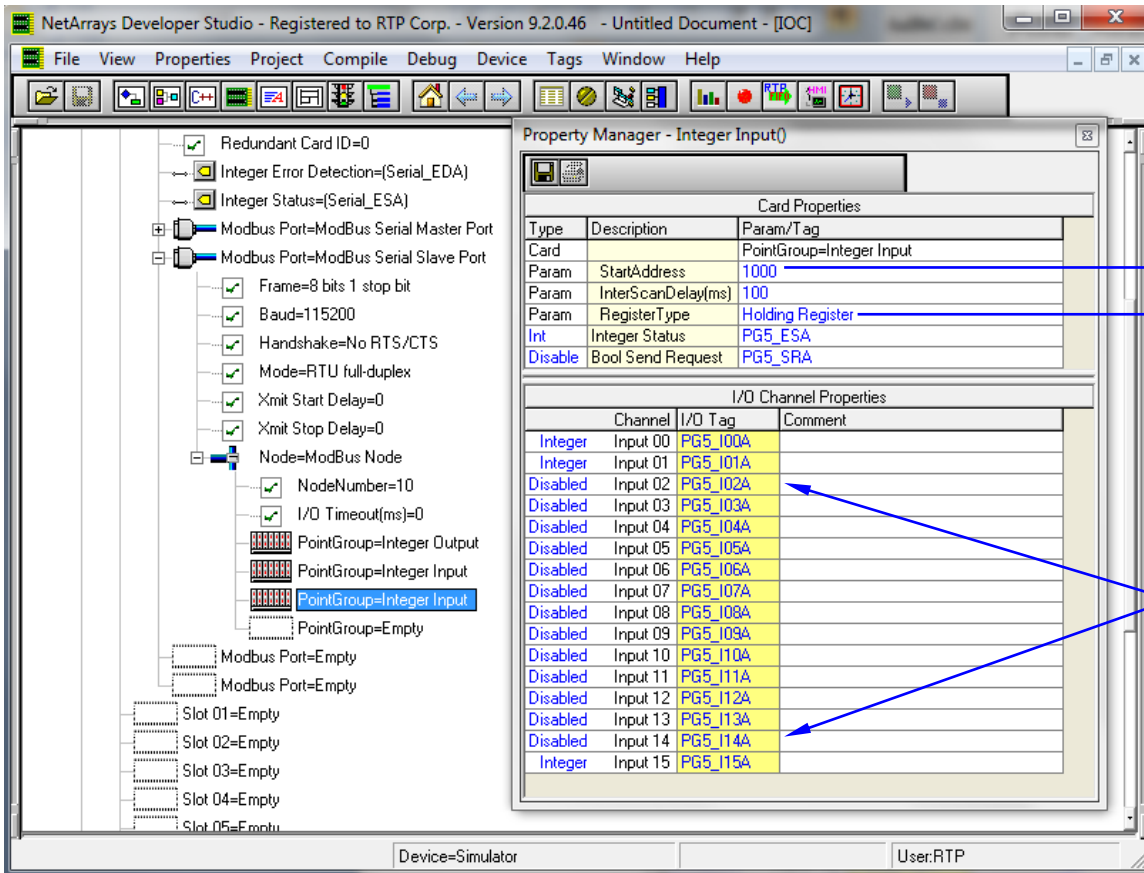 NetArrays Developer Studio - Registered to RTP Corp. - Version 9.2.0.46 - Untitled Document - [IOC]
File View Properties Project Compile Debug Device Tags Window Help
Redundant Card ID=0
Integer Error Detection=(Serial_EDA)
Integer Status=(Serial_ESA)
Modbus Port=ModBus Serial Master Port
Modbus Port=ModBus Serial Slave Port
Frame=8 bits 1 stop bit
Baud=115200
Handshake=No RTS/CTS
Mode=RTU full-duplex
Xmit Start Delay=0
Xmit Stop Delay=0
Node=ModBus Node
NodeNumber=10
I/O Timeout(ms)=0
PointGroup=Integer Output
PointGroup=Integer Input
PointGroup=Integer Input
PointGroup=Empty
Modbus Port=Empty
Modbus Port=Empty
Slot 01=Empty
Slot 02=Empty
Slot 03=Empty
Slot 04=Empty
Slot 05=Empty
Property Manager - Integer Input()
Card Properties
Type Description Param/Tag
Card PointGroup=Integer Input
Param StartAddress 1000
Param InterScanDelay(ms) 100
Param RegisterType Holding Register
Int Integer Status PG5_ESA
Disable Bool Send Request PG5_SRA
I/O Channel Properties
Channel I/O Tag Comment
Integer Input 00 PG5_I00A
Integer Input 01 PG5_I01A
Disabled Input 02 PG5_I02A
Disabled Input 03 PG5_I03A
Disabled Input 04 PG5_I04A
Disabled Input 05 PG5_I05A
Disabled Input 06 PG5_I06A
Disabled Input 07 PG5_I07A
Disabled Input 08 PG5_I08A
Disabled Input 09 PG5_I09A
Disabled Input 10 PG5_I10A
Disabled Input 11 PG5_I11A
Disabled Input 12 PG5_I12A
Disabled Input 13 PG5_I13A
Disabled Input 14 PG5_I14A
Integer Input 15 PG5_I15A
Device=Simulator User:RTP